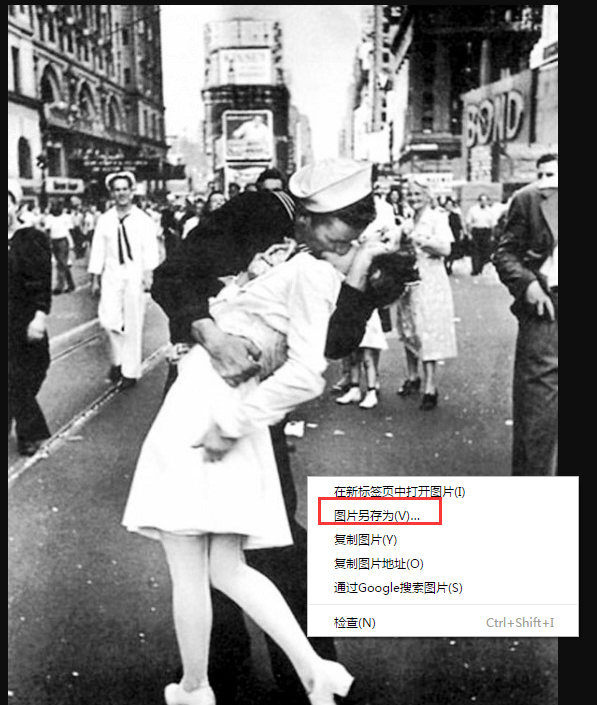 BOND
在新标签页中打开图片(I)
图片另存为(V)...
复制图片(Y)
复制图片地址(O)
通过Google搜索图片(S)
检查(N) Ctrl+Shift+I